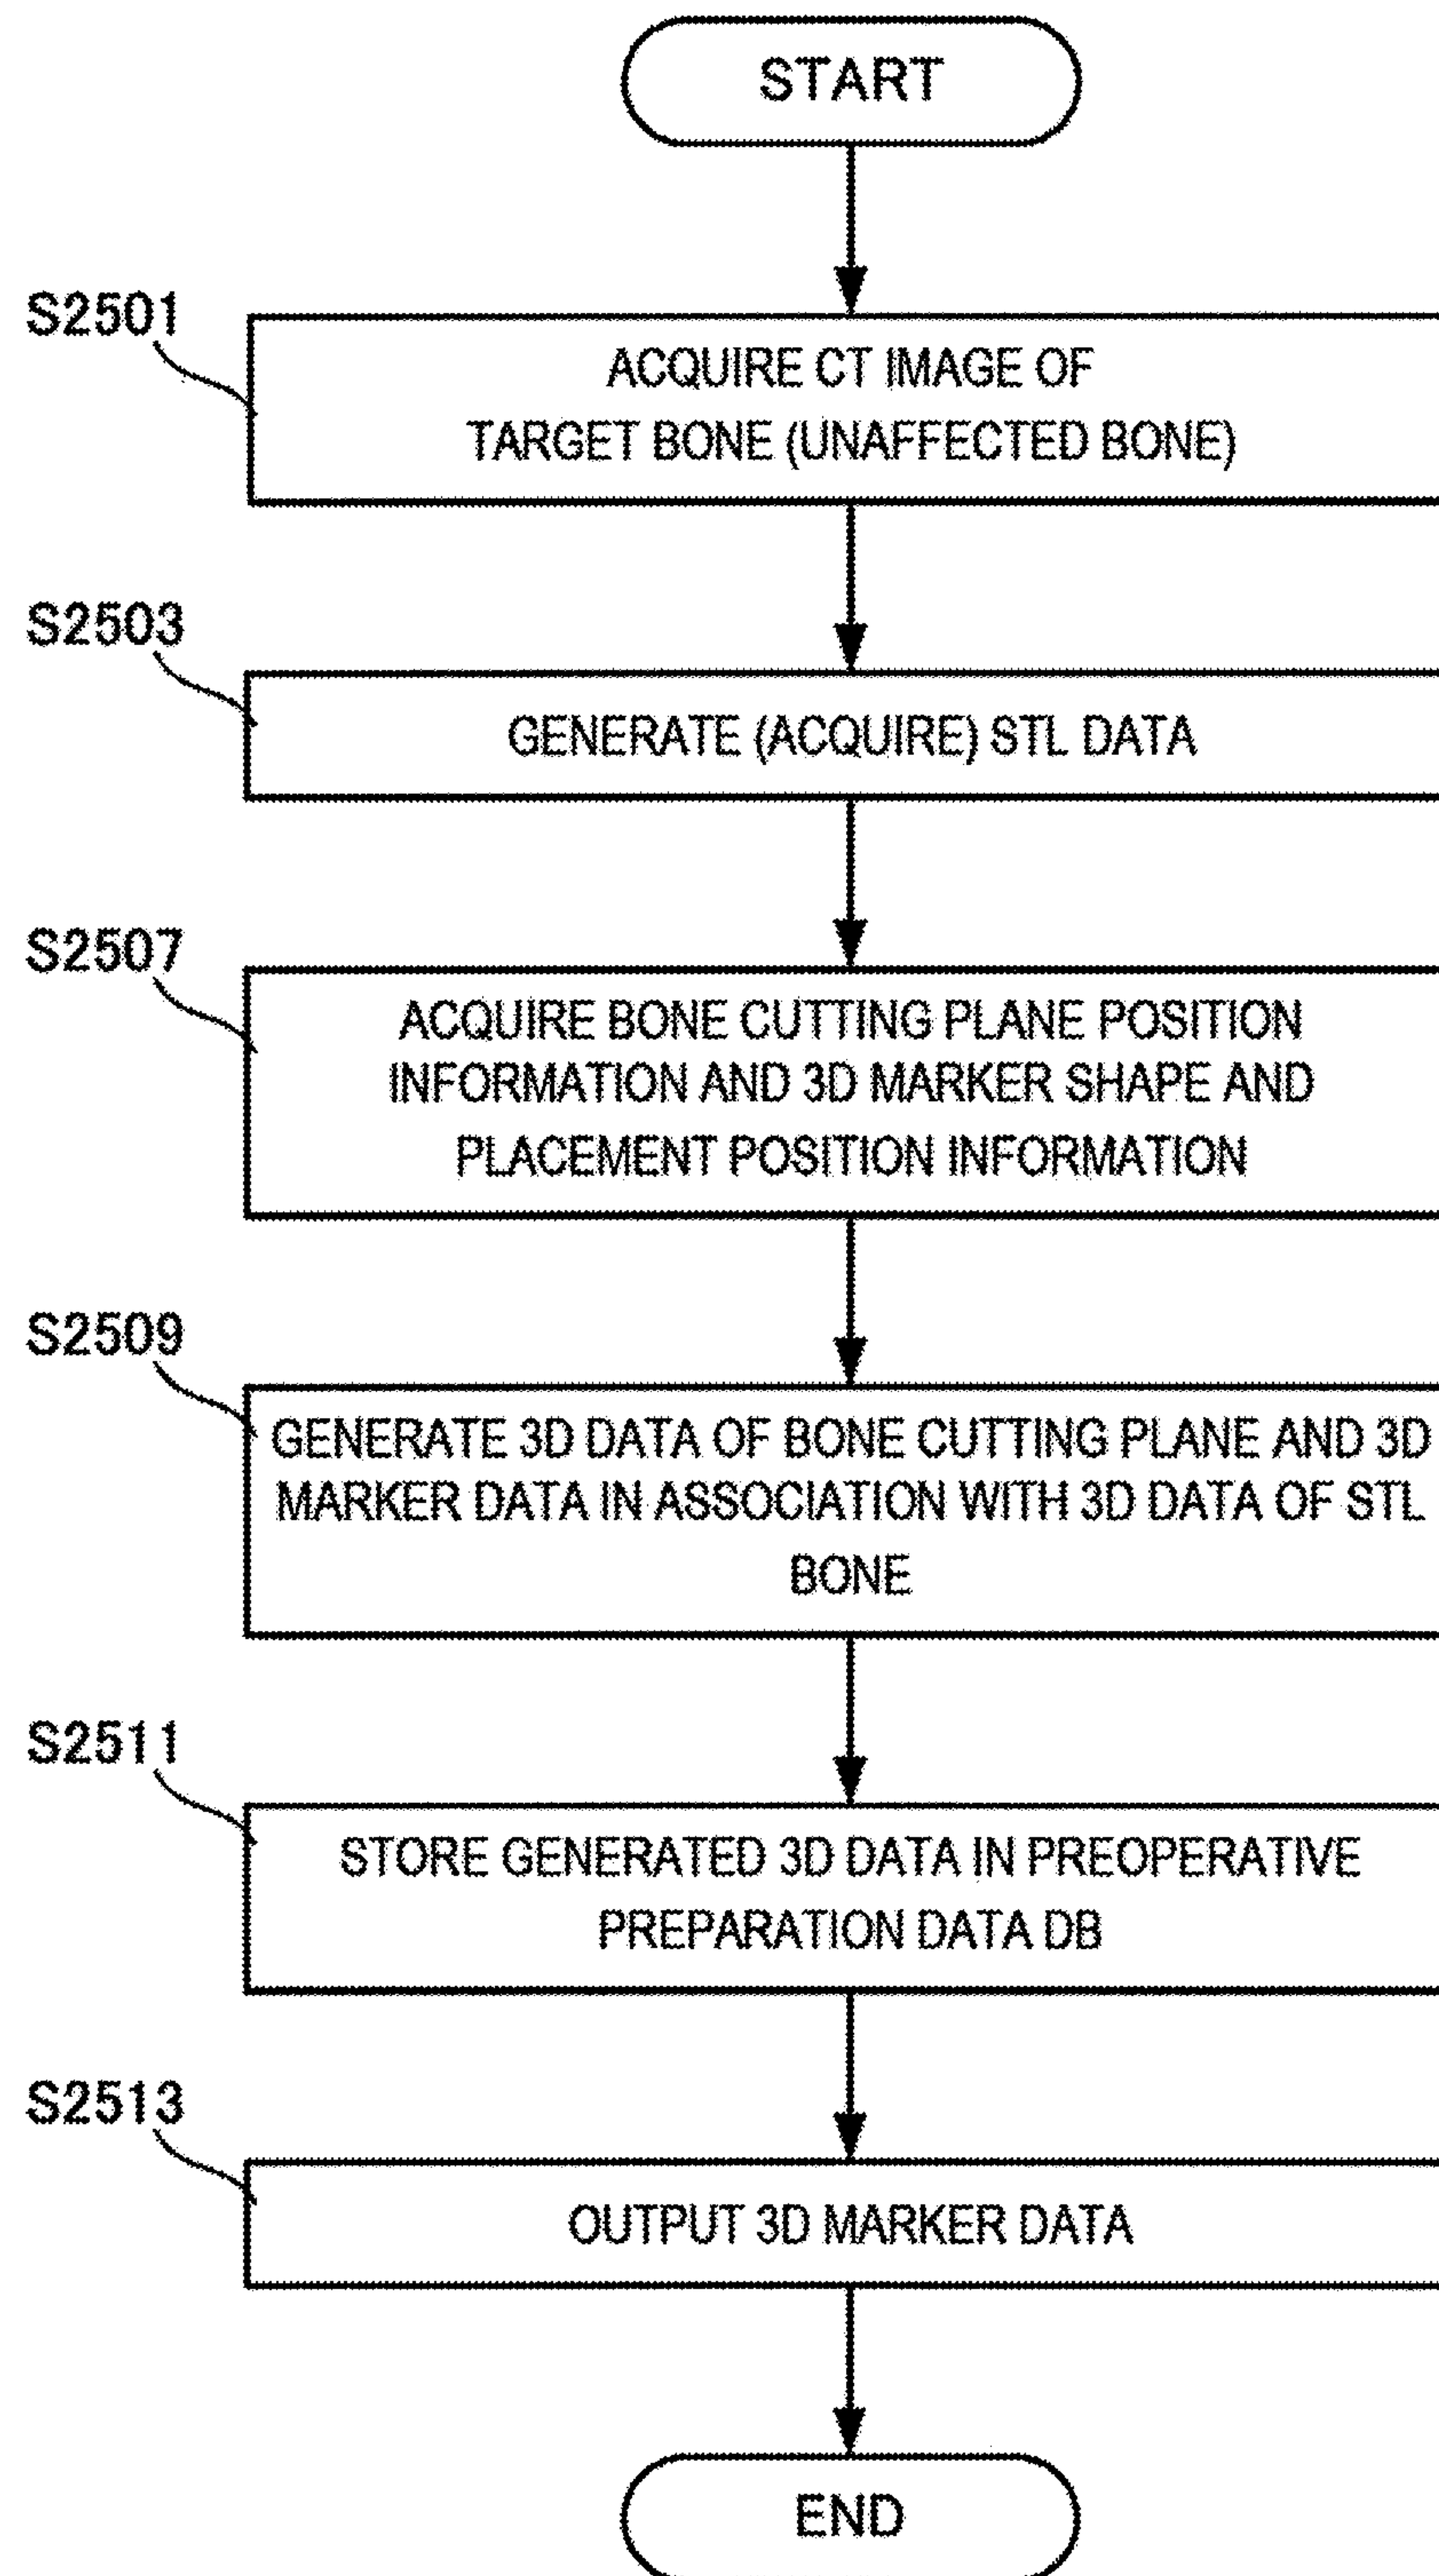 START
S2501
ACQUIRE CT IMAGE OF
TARGET BONE (UNAFFECTED BONE)
S2503
GENERATE (ACQUIRE) STL DATA
S2507
ACQUIRE BONE CUTTING PLANE POSITION
INFORMATION AND 3D MARKER SHAPE AND
PLACEMENT POSITION INFORMATION
S2509
GENERATE 3D DATA OF BONE CUTTING PLANE AND 3D
MARKER DATA IN ASSOCIATION WITH 3D DATA OF STL
BONE
S2511
STORE GENERATED 3D DATA IN PREOPERATIVE
PREPARATION DATA DB
S2513
OUTPUT 3D MARKER DATA
END